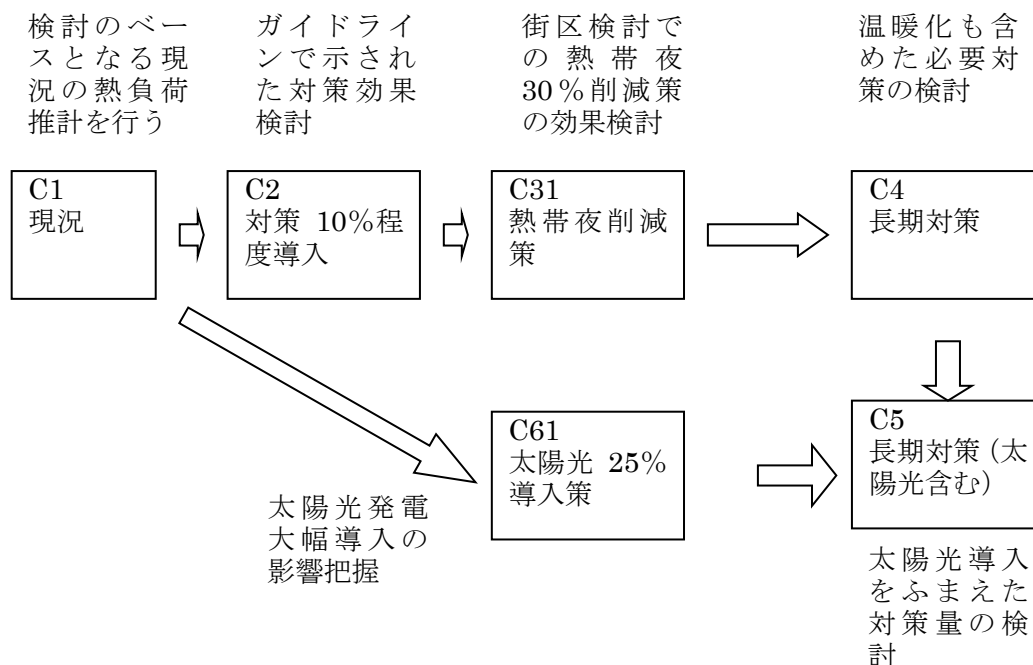 検討のベー
スとなる現
況の熱負荷
推計を行う
ガイドライ
ンで示され
た対策効果
検討
街区検討で
の熱帯夜
30％削減策
の効果検討
温暖化も含
めた必要対
策の検討
C1
現況
C2
対策 10％程
度導入
C31
熱帯夜削減
策
C4
長期対策
C61
太陽光 25％
導入策
C5
長期対策（太
陽光含む）
太陽光発電
大幅導入の
影響把握
太陽光導入
をふまえた
対策量の検
討